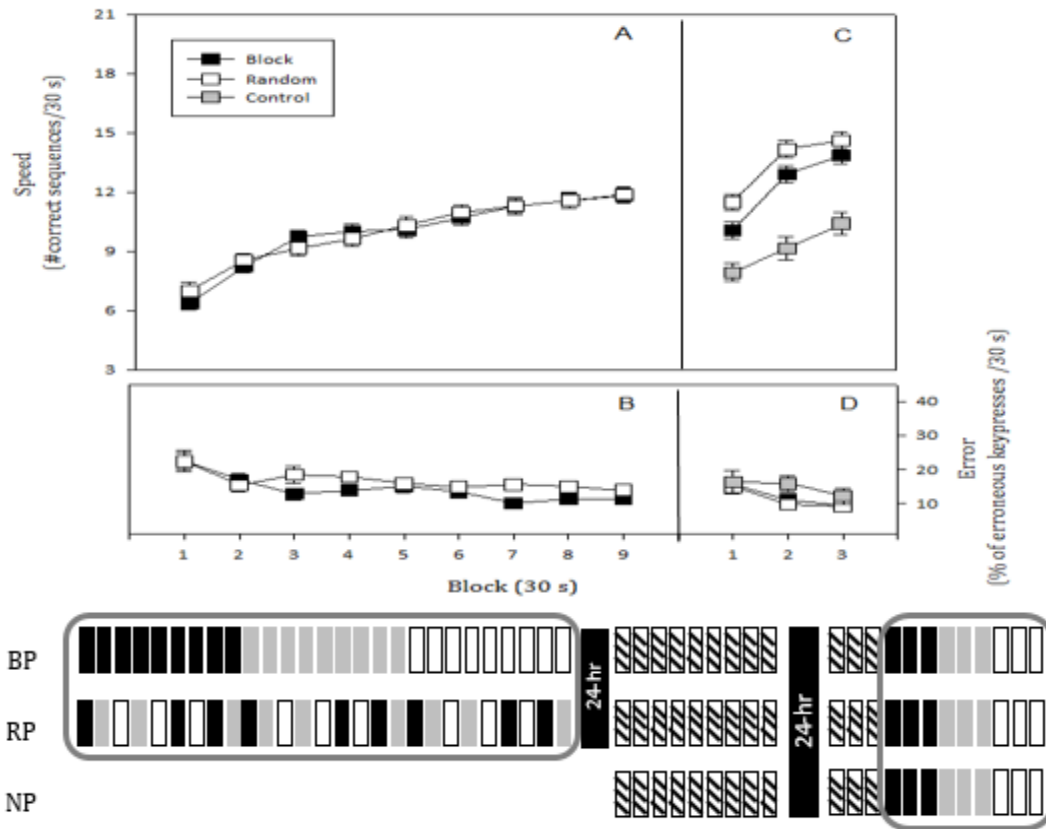 21
18
15
12
9
6
3
Speed
(#correct sequences/30 s)
A
C
Block
Random
Control
B
D
40
30
20
10
Error
(% of erroneous keypresses /30 s)
1 2 3 4 5 6 7 8 9 1 2 3
Block (30 s)
BP
RP
NP
24-hr
24-hr